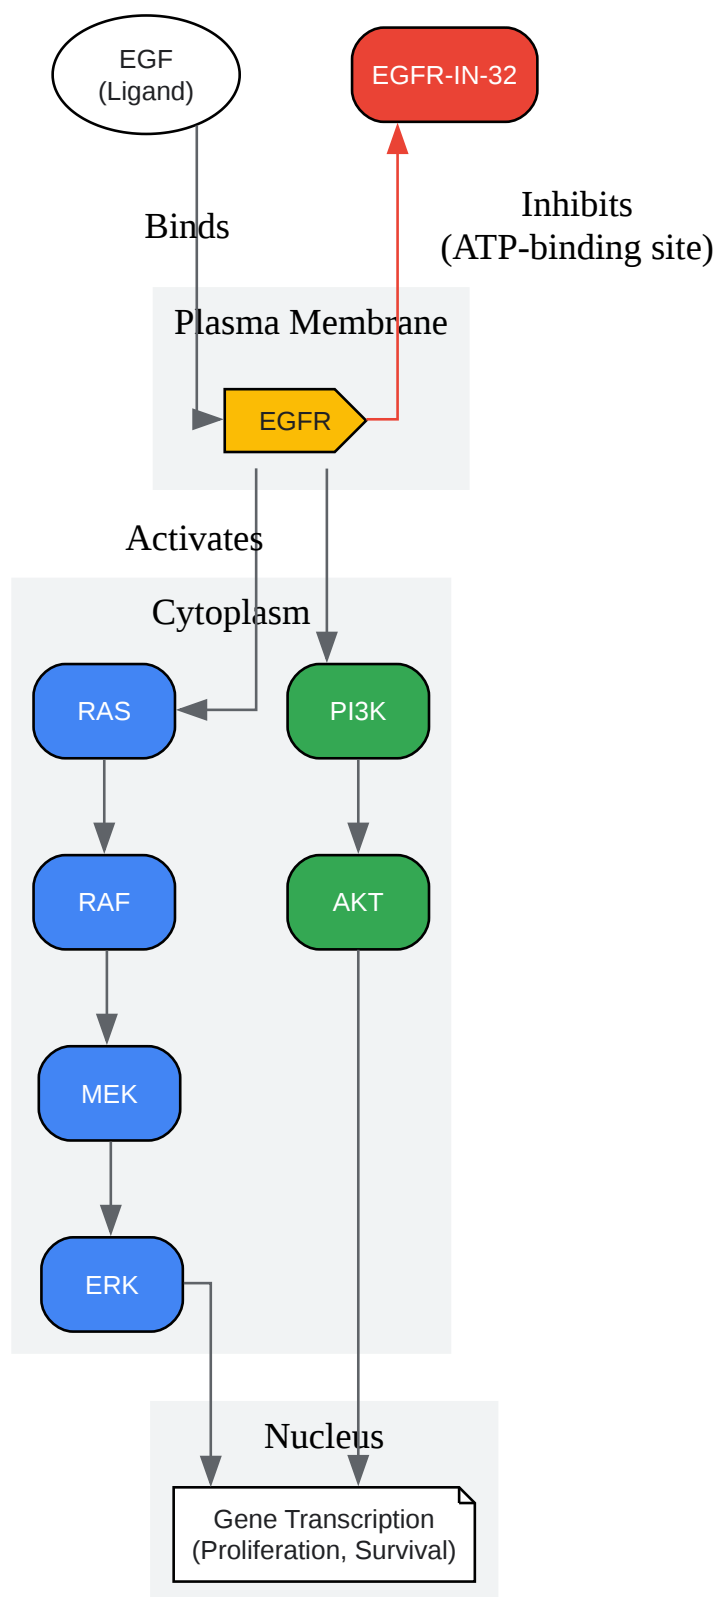 EGF
(Ligand)
EGFR-IN-32
Binds
Inhibits
(ATP-binding site)
Plasma Membrane
EGFR
Activates
Cytoplasm
RAS
PI3K
RAF
AKT
MEK
ERK
Nucleus
Gene Transcription
(Proliferation, Survival)